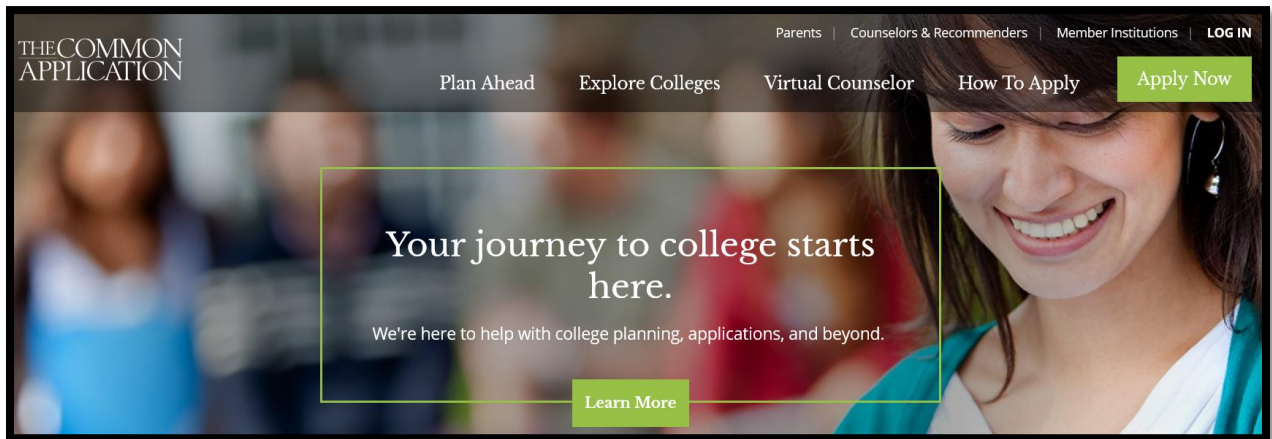 THE COMMON
APPLICATION
Parents | Counselors & Recommenders | Member Institutions | LOG IN
Plan Ahead Explore Colleges Virtual Counselor How To Apply Apply Now
Your journey to college starts
here.
We're here to help with college planning, applications, and beyond.
Learn More